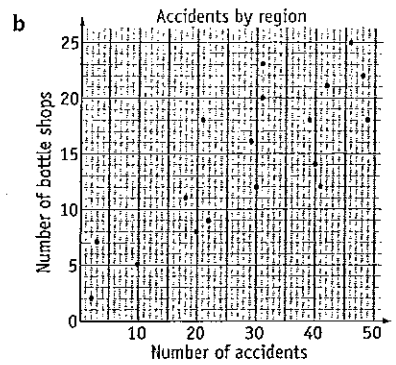 b
Accidents by region
Number of bottle shops
25
20
15
10
5
0
10 20 30 40 50
Number of accidents